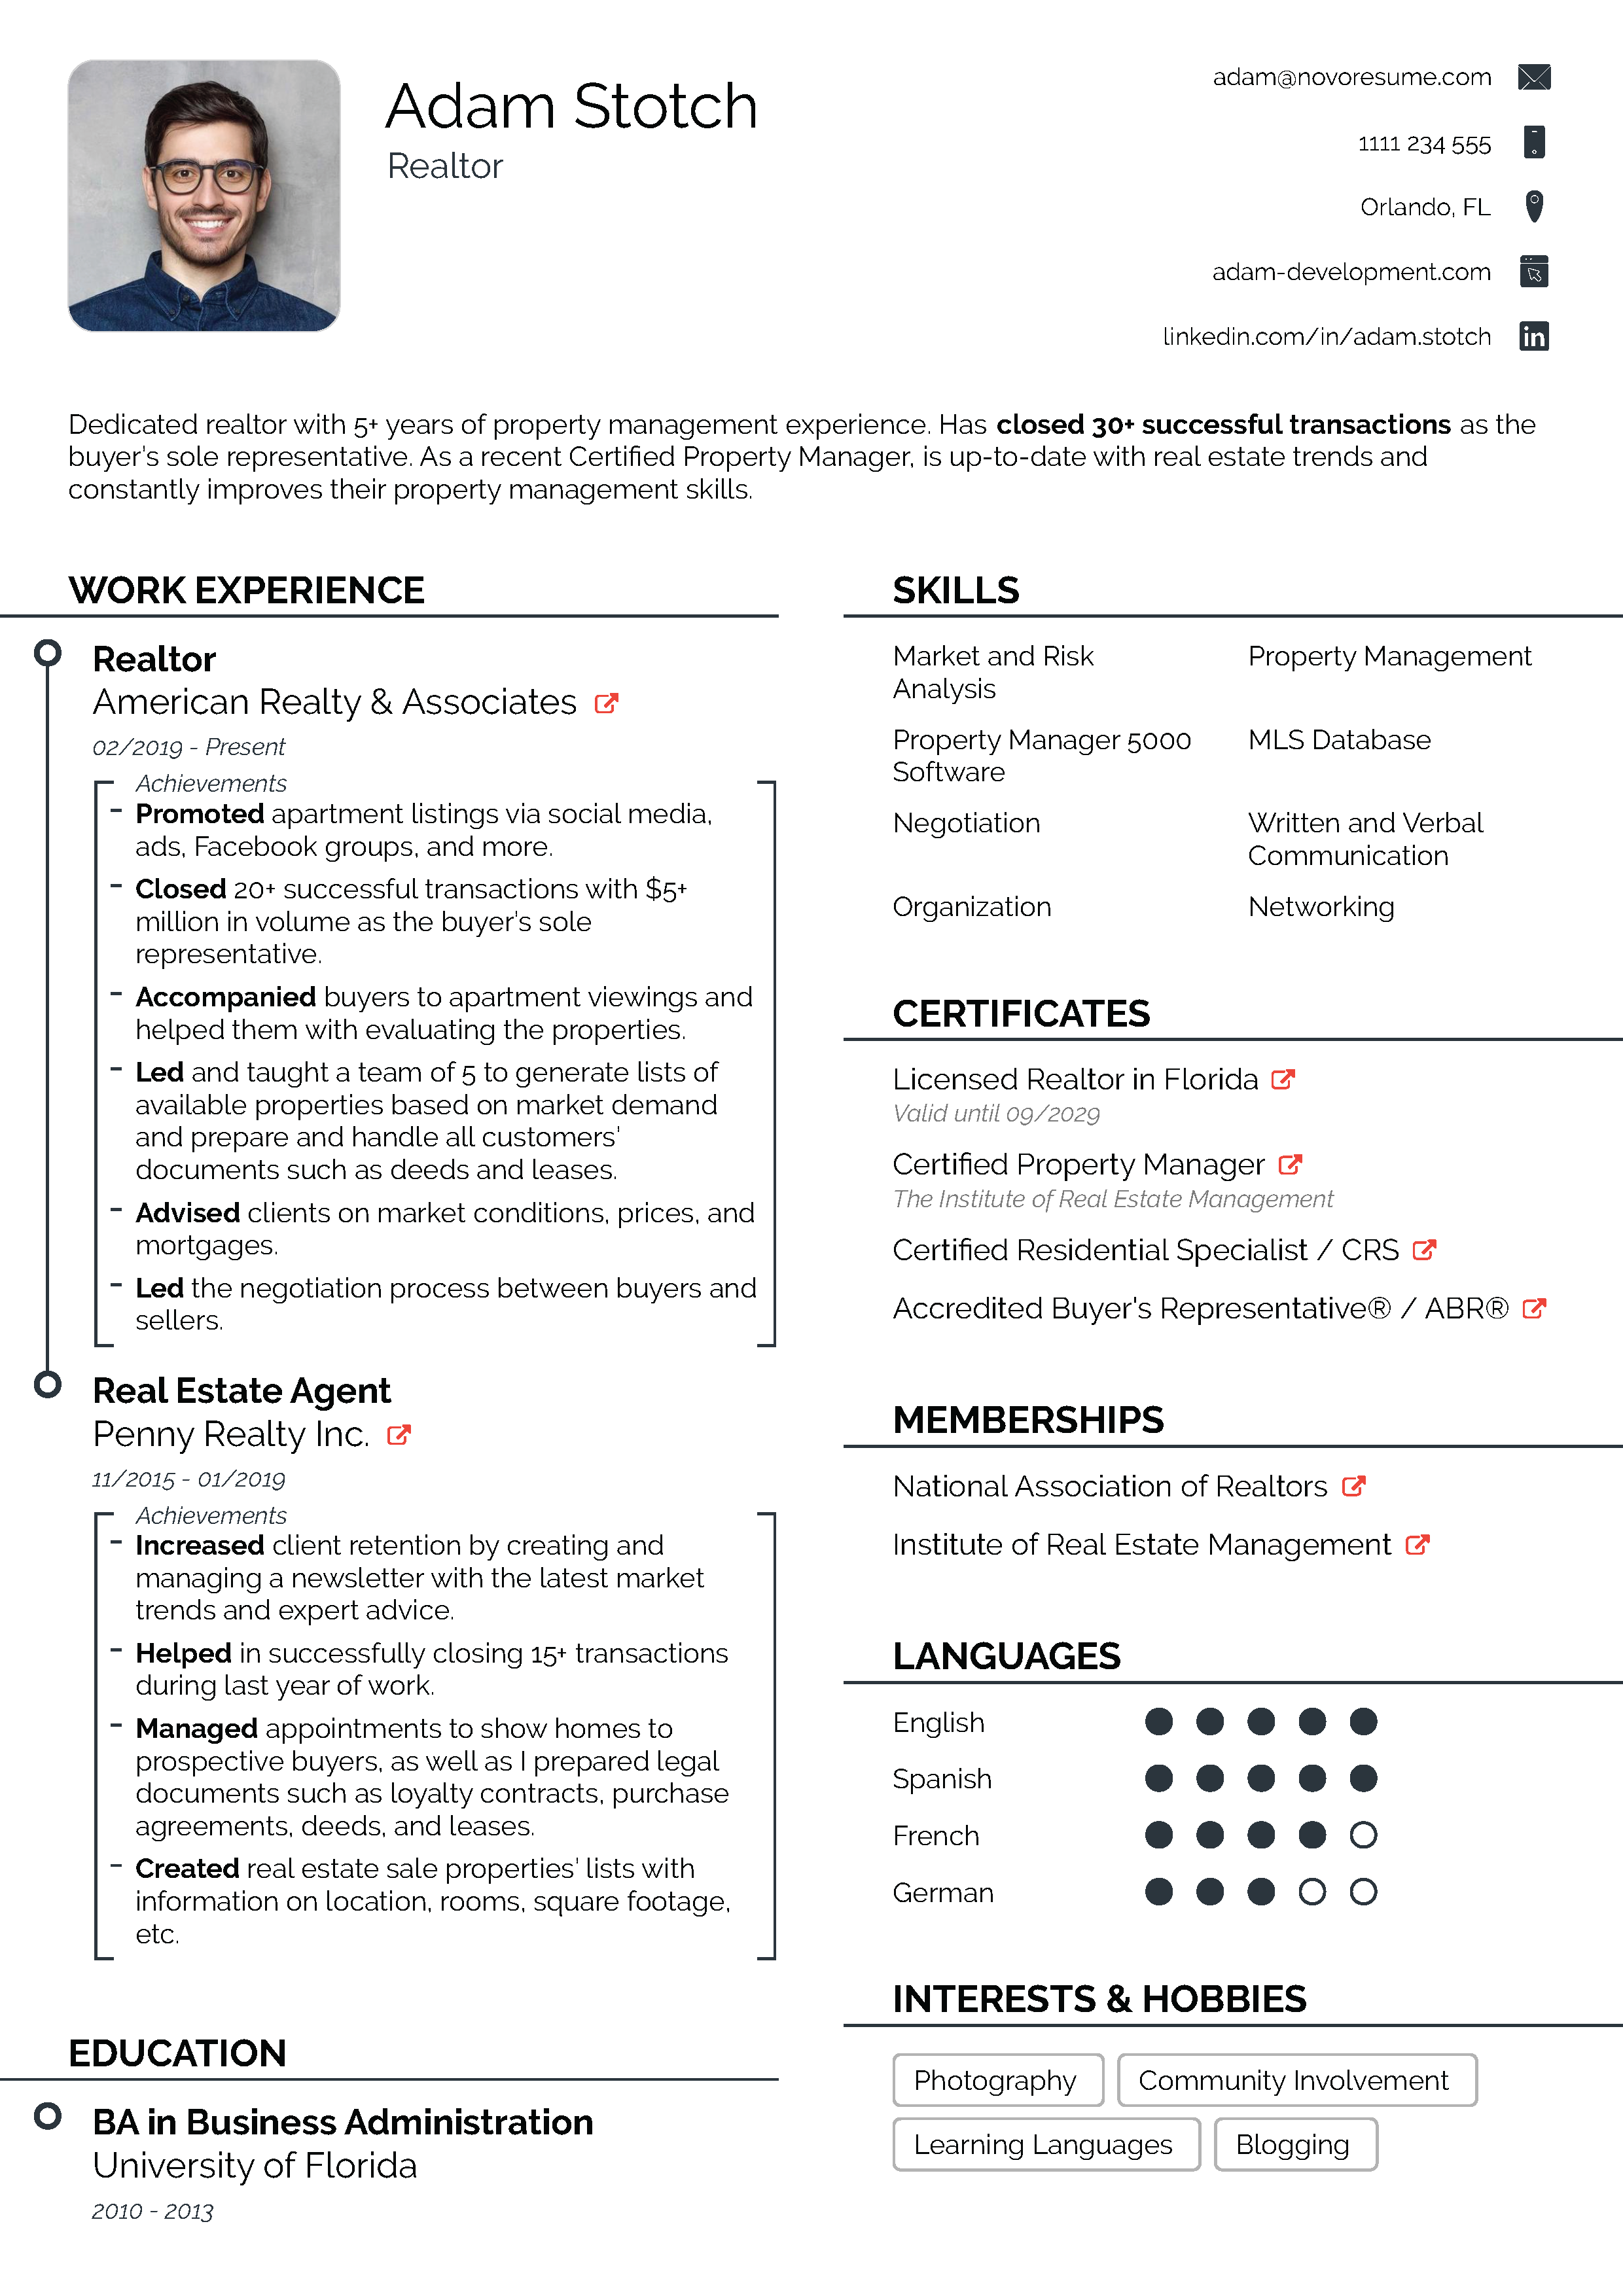 Adam Stotch
Realtor
adam@novoresume.com
1111 234 555
Orlando, FL
adam-development.com
linkedin.com/in/adam.stotch
Dedicated realtor with 5+ years of property management experience. Has closed 30+ successful transactions as the
buyer's sole representative. As a recent Certified Property Manager, is up-to-date with real estate trends and
constantly improves their property management skills.
WORK EXPERIENCE
Realtor
American Realty & Associates
02/2019 - Present
Achievements
- Promoted apartment listings via social media,
ads, Facebook groups, and more.
- Closed 20+ successful transactions with $5+
million in volume as the buyer's sole
representative.
- Accompanied buyers to apartment viewings and
helped them with evaluating the properties.
- Led and taught a team of 5 to generate lists of
available properties based on market demand
and prepare and handle all customers'
documents such as deeds and leases.
- Advised clients on market conditions, prices, and
mortgages.
- Led the negotiation process between buyers and
sellers.
Real Estate Agent
Penny Realty Inc.
11/2015 - 01/2019
Achievements
- Increased client retention by creating and
managing a newsletter with the latest market
trends and expert advice.
- Helped in successfully closing 15+ transactions
during last year of work.
- Managed appointments to show homes to
prospective buyers, as well as I prepared legal
documents such as loyalty contracts, purchase
agreements, deeds, and leases.
- Created real estate sale properties' lists with
information on location, rooms, square footage,
etc.
EDUCATION
BA in Business Administration
University of Florida
2010 - 2013
SKILLS
Market and Risk
Analysis
Property Management
Property Manager 5000
Software
MLS Database
Negotiation
Written and Verbal
Communication
Organization
Networking
CERTIFICATES
Licensed Realtor in Florida
Valid until 09/2029
Certified Property Manager
The Institute of Real Estate Management
Certified Residential Specialist / CRS
Accredited Buyer's Representative® / ABR®
MEMBERSHIPS
National Association of Realtors
Institute of Real Estate Management
LANGUAGES
English
Spanish
French
German
INTERESTS & HOBBIES
Photography
Community Involvement
Learning Languages
Blogging